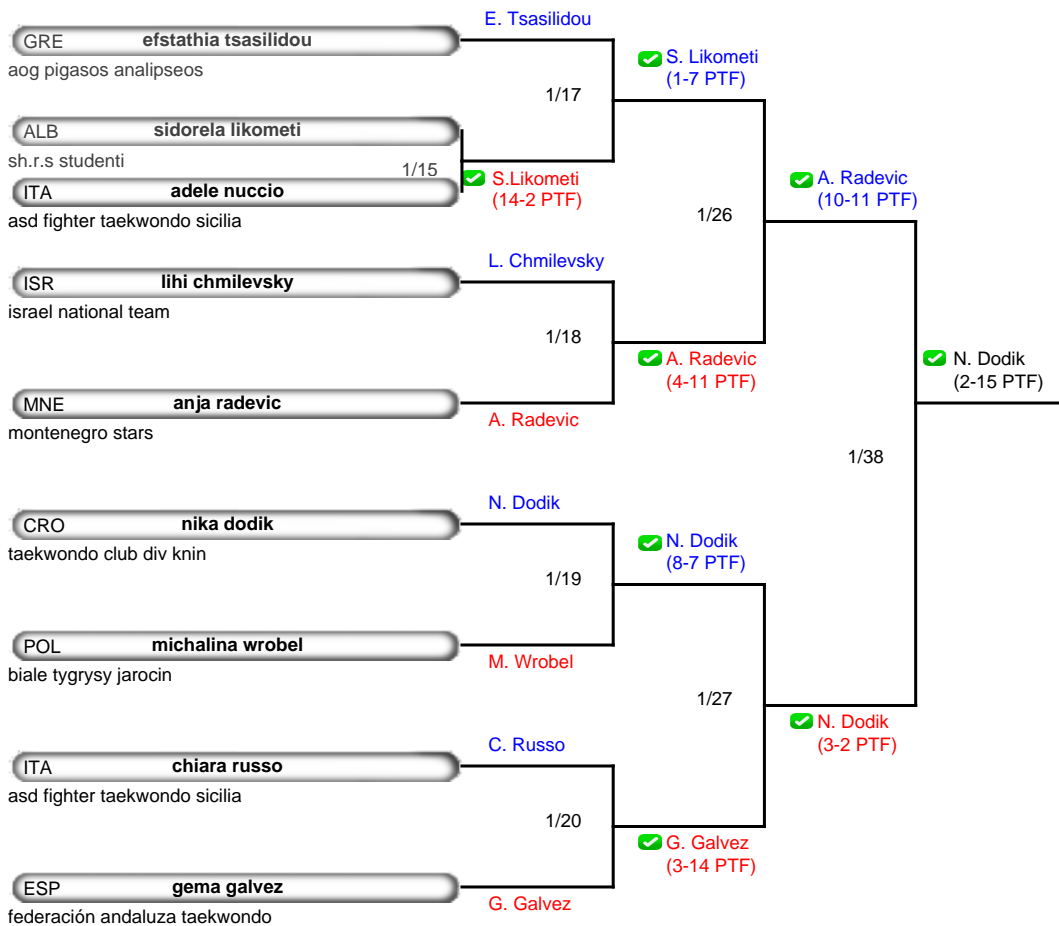 E. Tsasilidou
GRE efstathia tsasilidou
aog pigasos analipseos
S. Likometi
(1-7 PTF)
1/17
ALB sidorela likometi
sh.r.s studenti
1/15
S.Likometi
(14-2 PTF)
ITA adele nuccio
asd fighter taekwondo sicilia
A. Radevic
(10-11 PTF)
1/26
L. Chmilevsky
ISR lihi chmilevsky
israel national team
1/18
A. Radevic
(4-11 PTF)
N. Dodik
(2-15 PTF)
MNE anja radevic
montenegro stars
A. Radevic
1/38
N. Dodik
CRO nika dodik
taekwondo club div knin
N. Dodik
(8-7 PTF)
1/19
POL michalina wrobel
biale tygrysy jarocin
M. Wrobel
1/27
N. Dodik
(3-2 PTF)
C. Russo
ITA chiara russo
asd fighter taekwondo sicilia
1/20
G. Galvez
(3-14 PTF)
ESP gema galvez
federación andaluza taekwondo
G. Galvez